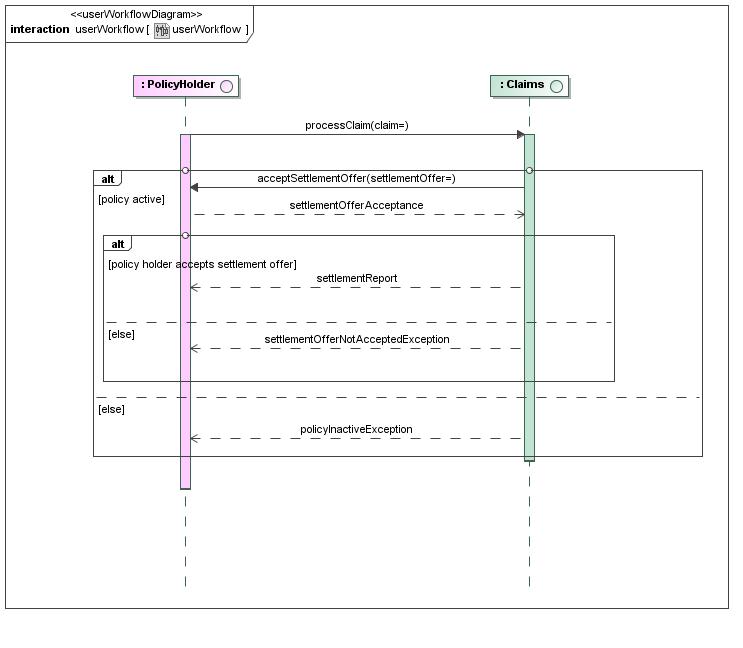 <<userWorkflowDiagram>>
interaction userWorkflow [ userWorkflow ]
: PolicyHolder
: Claims
processClaim(claim=)
alt
acceptSettlementOffer(settlementOffer=)
[policy active]
settlementOfferAcceptance
alt
[policy holder accepts settlement offer]
settlementReport
[else]
settlementOfferNotAcceptedException
[else]
policyInactiveException